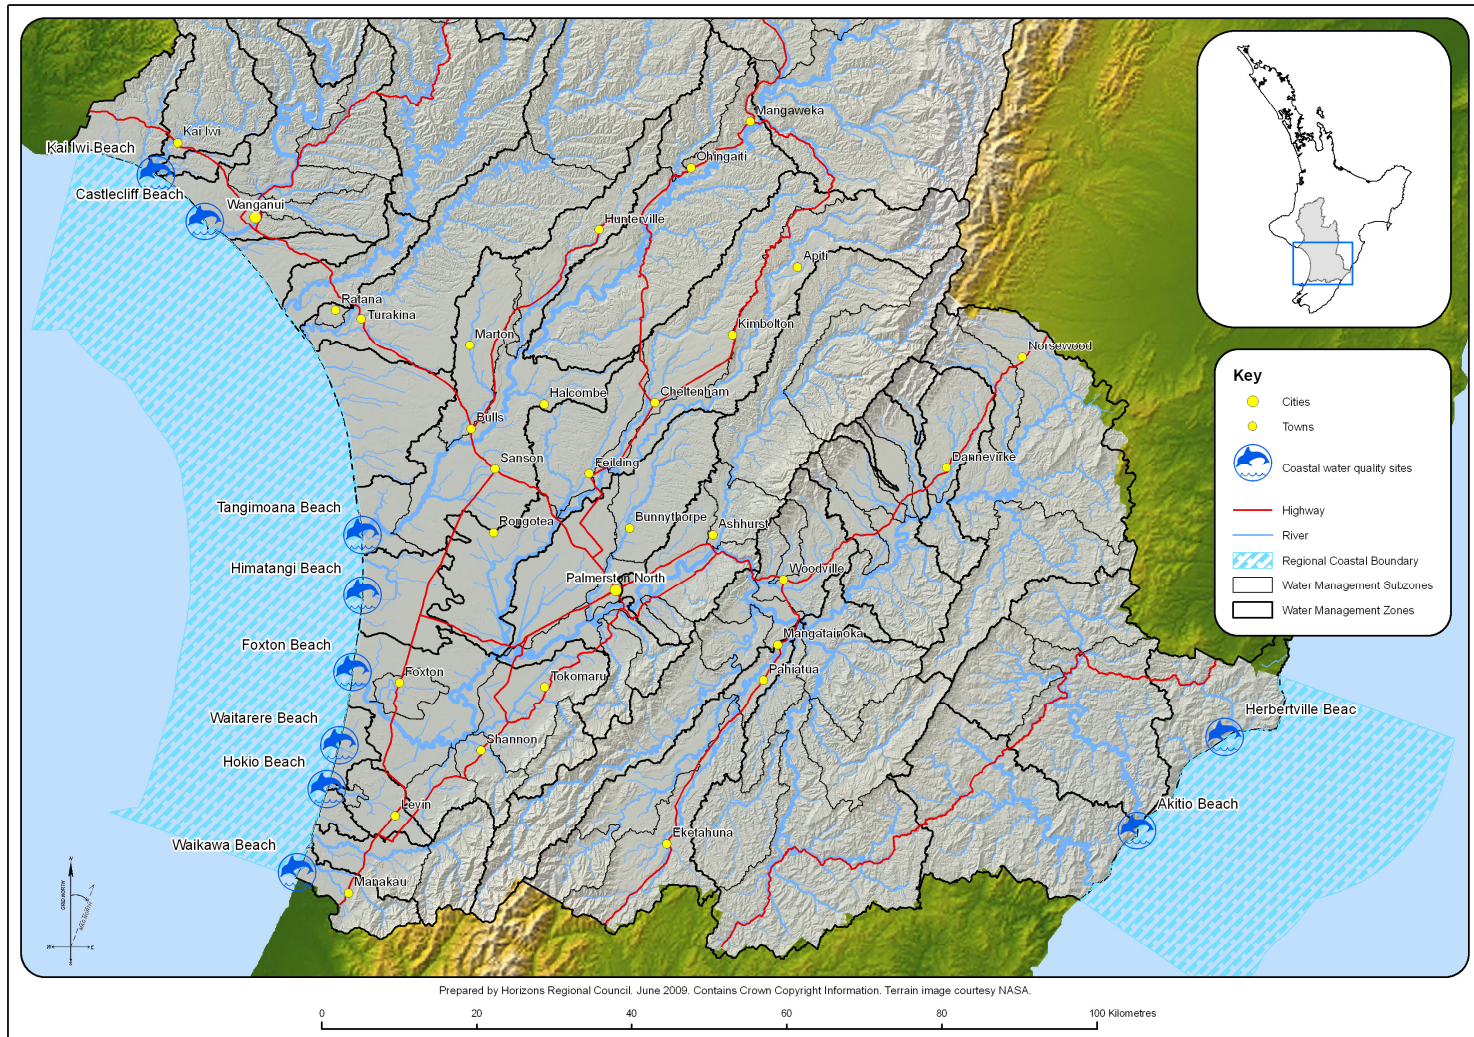 Mangaweka
Kai Iwi
Kai Iwi Beach
Ohingaiti
Castlecliff Beach
Wanganui
Hunterville
Apiti
Ratana
Turakina
Kimbolton
Marton
Norsewood
Halcombe
Cheltenham
Bulls
Sanson
Feilding
Dannevirke
Tangimoana Beach
Rongotea
Bunnythorpe
Ashhurst
Himatangi Beach
Palmerston North
Woodville
Foxton Beach
Mangatainoka
Foxton
Tokomaru
Pahiatua
Waitarere Beach
Herbertville Beac
Hokio Beach
Shannon
Levin
Akitio Beach
Waikawa Beach
Eketahuna
Manakau
Key
Cities
Towns
Coastal water quality sites
Highway
River
Regional Coastal Boundary
Water Management Subzones
Water Management Zones
N
GRID NORTH
MAG NORTH
W
E
S
Prepared by Horizons Regional Council. June 2009. Contains Crown Copyright Information. Terrain image courtesy NASA.
0 20 40 60 80 100 Kilometres